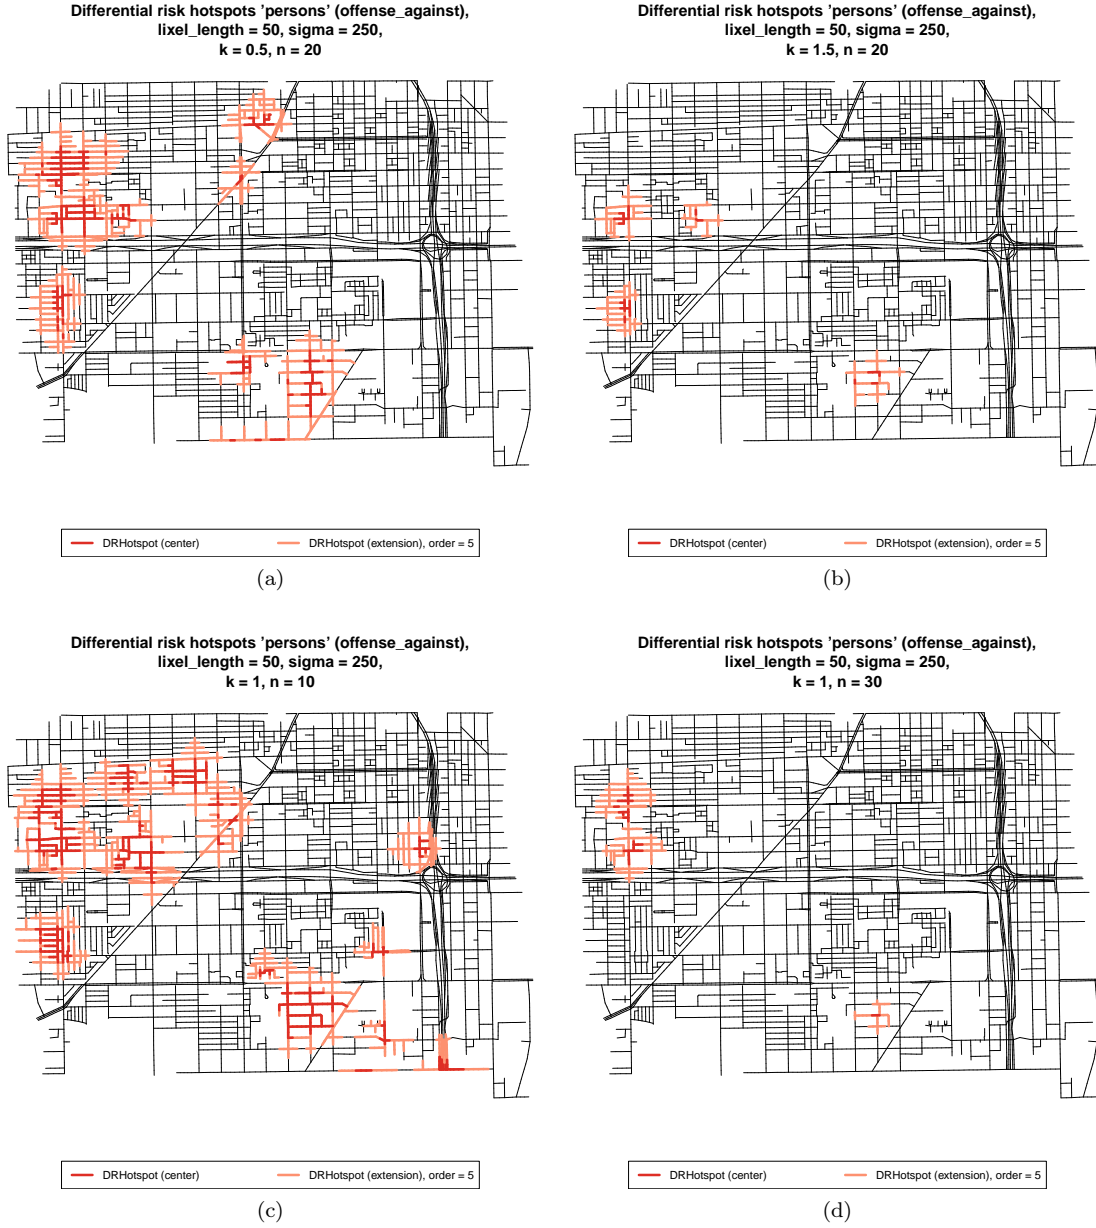 Differential risk hotspots 'persons' (offense_against),
lixel_length = 50, sigma = 250,
k = 0.5, n = 20
DRHotspot (center)
DRHotspot (extension), order = 5
(a)
Differential risk hotspots 'persons' (offense_against),
lixel_length = 50, sigma = 250,
k = 1.5, n = 20
DRHotspot (center)
DRHotspot (extension), order = 5
(b)
Differential risk hotspots 'persons' (offense_against),
lixel_length = 50, sigma = 250,
k = 1, n = 10
DRHotspot (center)
DRHotspot (extension), order = 5
(c)
Differential risk hotspots 'persons' (offense_against),
lixel_length = 50, sigma = 250,
k = 1, n = 30
DRHotspot (center)
DRHotspot (extension), order = 5
(d)